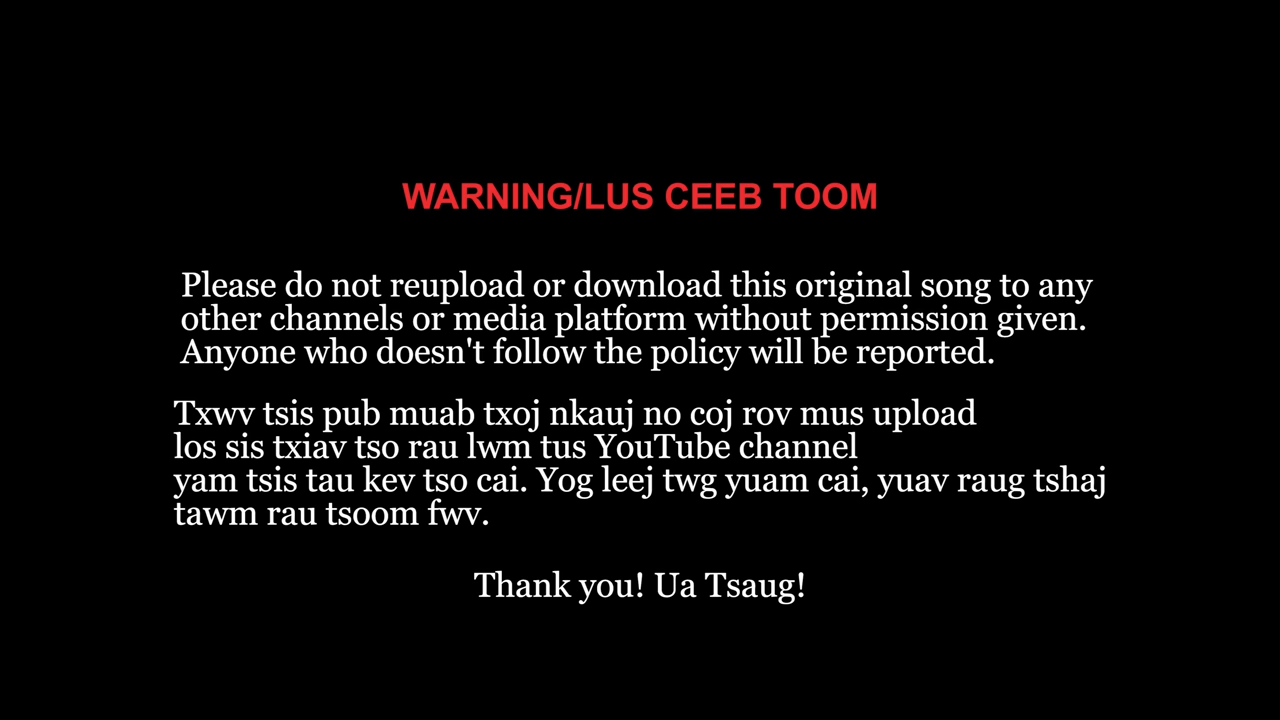 WARNING/LUS CEEB TOOM
Please do not reupload or download this original song to any
other channels or media platform without permission given.
Anyone who doesn't follow the policy will be reported.
Txwv tsis pub muab txoj nkauj no coj rov mus upload
los sis txiav tso rau lwm tus YouTube channel
yam tsis tau kev tso cai. Yog leej twg yuam cai, yuav raug tshaj
tawm rau tsoom fwv.
Thank you! Ua Tsaug!